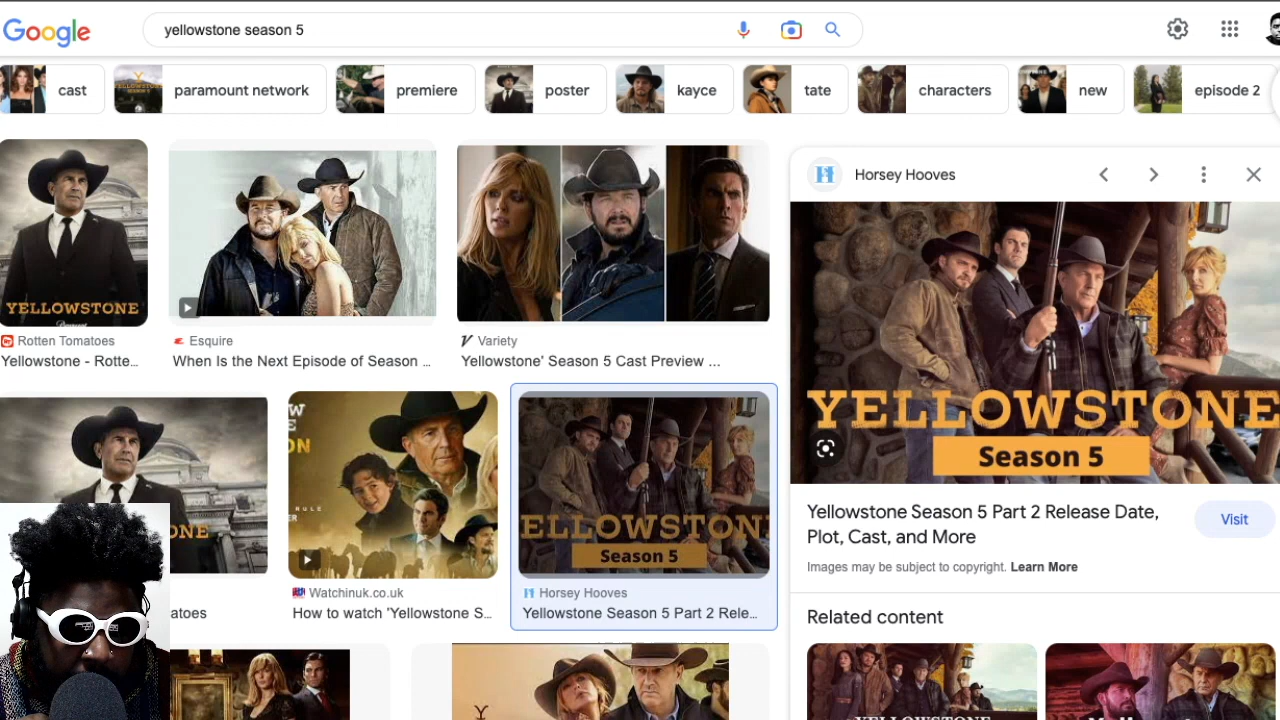 Google
yellowstone season 5
cast
paramount network
premiere
poster
kayce
tate
characters
new
episode 2
Horsey Hooves
YELLOWSTONE
Rotten Tomatoes
Yellowstone - Rotte...
Esquire
When Is the Next Episode of Season ...
Variety
Yellowstone' Season 5 Cast Preview ...
YELLOWSTONE
Season 5
Yellowstone Season 5 Part 2 Release Date,
Plot, Cast, and More
Visit
Images may be subject to copyright. Learn More
ELLOWSTON
Season 5
atoes
Watchinuk.co.uk
How to watch 'Yellowstone S...
Horsey Hooves
Yellowstone Season 5 Part 2 Rele...
Related content
YELLOWSTONE